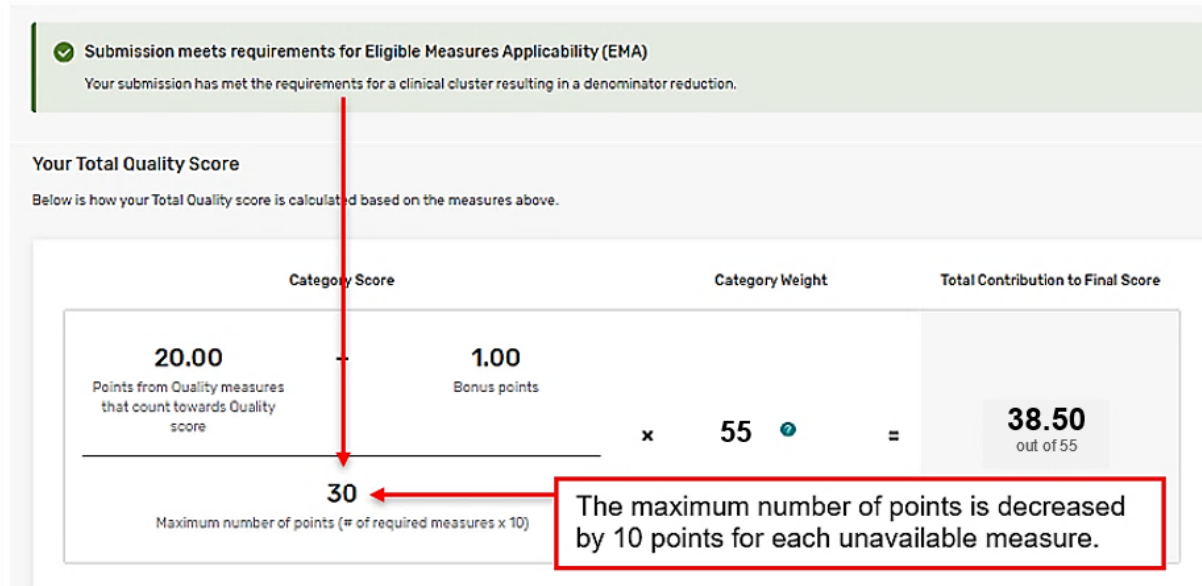 Submission meets requirements for Eligible Measures Applicability (EMA)
Your submission has met the requirements for a clinical cluster resulting in a denominator reduction.
Your Total Quality Score
Below is how your Total Quality score is calculated based on the measures above.
Category Score
Category Weight
Total Contribution to Final Score
20.00
+
1.00
Points from Quality measures
that count towards Quality
score
Bonus points
x
55
?
=
38.50
out of 55
30
Maximum number of points (# of required measures x 10)
The maximum number of points is decreased
by 10 points for each unavailable measure.